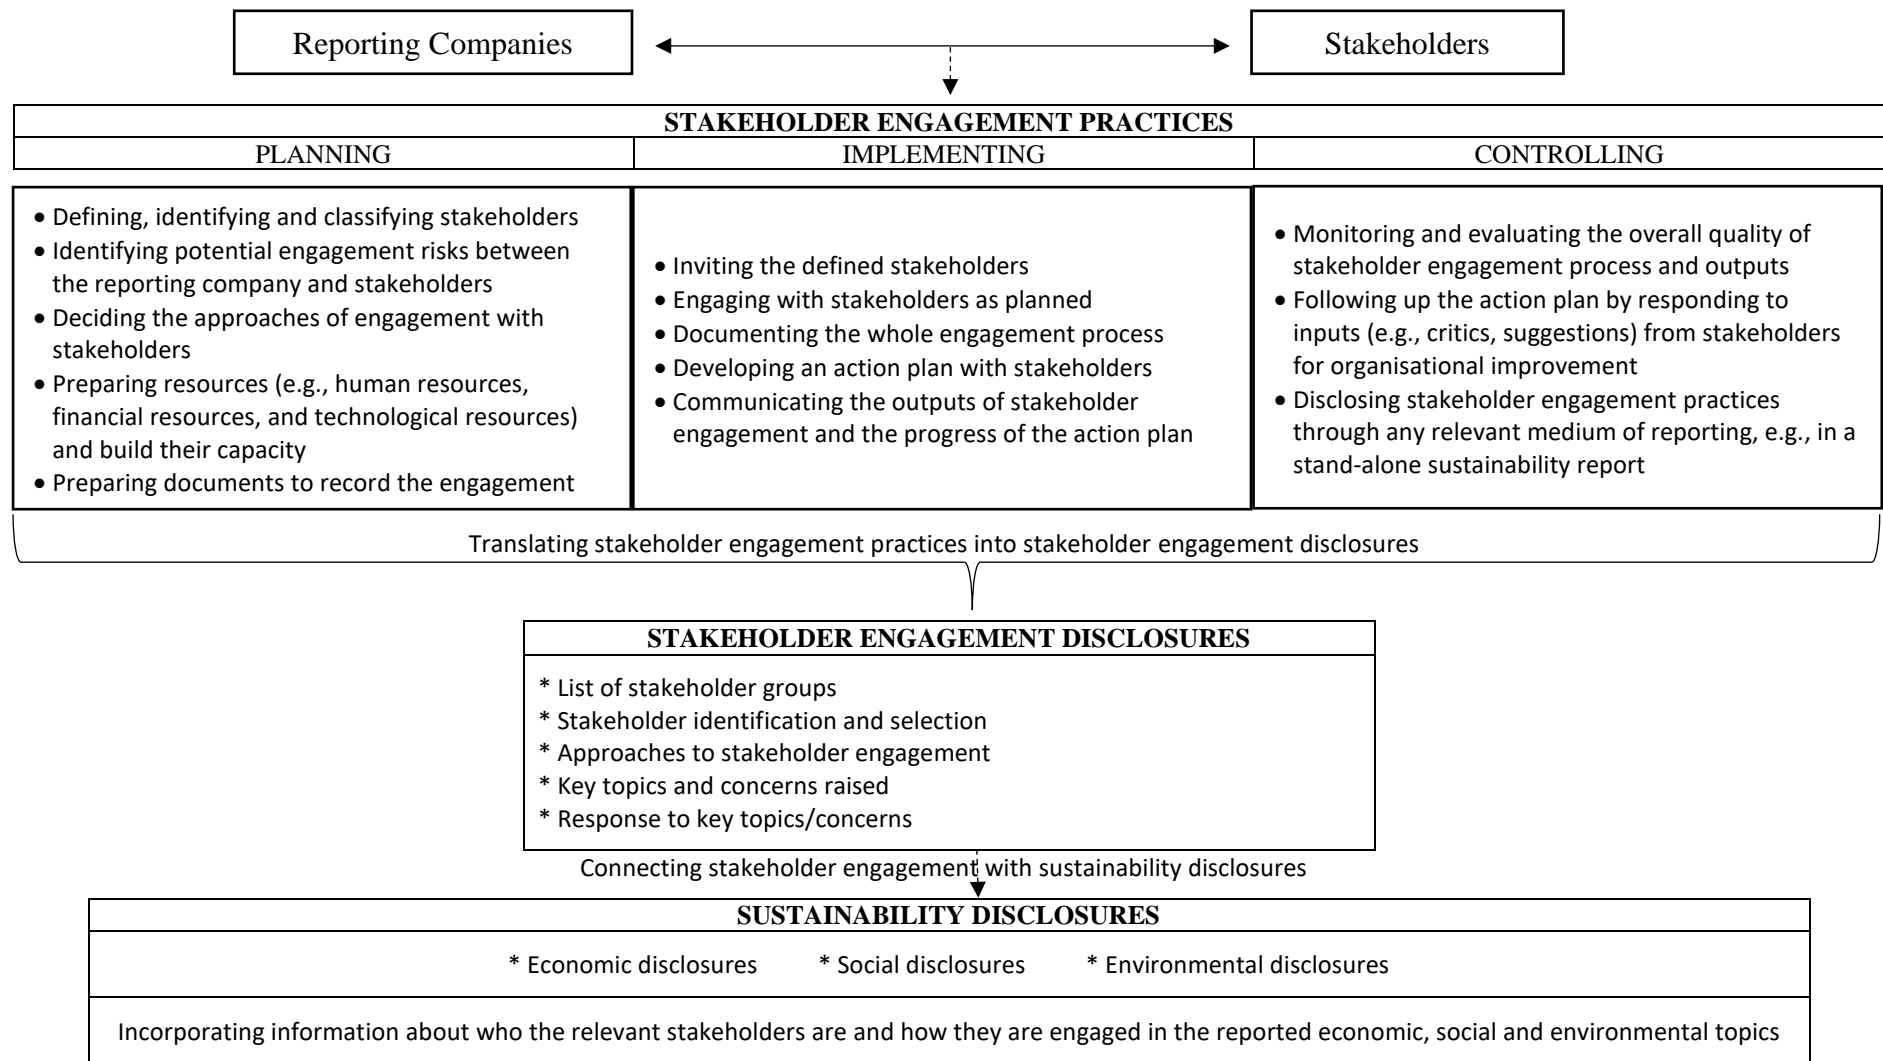 Reporting Companies
Stakeholders
STAKEHOLDER ENGAGEMENT PRACTICES
PLANNING
IMPLEMENTING
CONTROLLING
• Defining, identifying and classifying stakeholders
• Identifying potential engagement risks between
the reporting company and stakeholders
• Deciding the approaches of engagement with
stakeholders
• Preparing resources (e.g., human resources,
financial resources, and technological resources)
and build their capacity
• Preparing documents to record the engagement
• Inviting the defined stakeholders
• Engaging with stakeholders as planned
• Documenting the whole engagement process
• Developing an action plan with stakeholders
• Communicating the outputs of stakeholder
engagement and the progress of the action plan
• Monitoring and evaluating the overall quality of
stakeholder engagement process and outputs
• Following up the action plan by responding to
inputs (e.g., critics, suggestions) from stakeholders
for organisational improvement
• Disclosing stakeholder engagement practices
through any relevant medium of reporting, e.g., in a
stand-alone sustainability report
Translating stakeholder engagement practices into stakeholder engagement disclosures
STAKEHOLDER ENGAGEMENT DISCLOSURES
* List of stakeholder groups
* Stakeholder identification and selection
* Approaches to stakeholder engagement
* Key topics and concerns raised
* Response to key topics/concerns
Connecting stakeholder engagement with sustainability disclosures
SUSTAINABILITY DISCLOSURES
* Economic disclosures * Social disclosures * Environmental disclosures
Incorporating information about who the relevant stakeholders are and how they are engaged in the reported economic, social and environmental topics